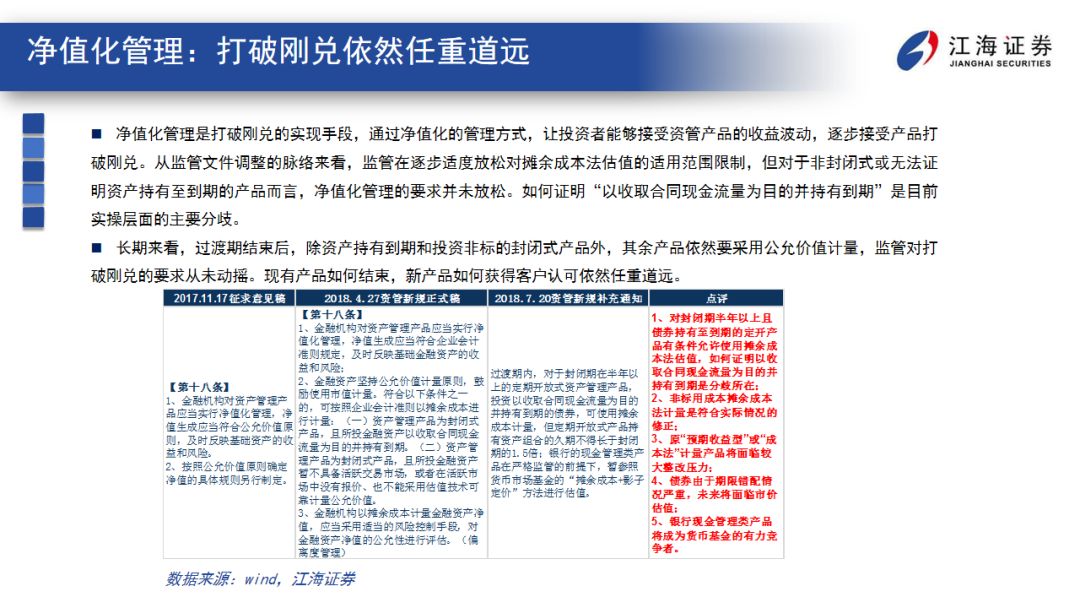 净值化管理：打破刚兑依然任重道远
江海证券
JIANGHAI SECURITIES
■ 净值化管理是打破刚兑的实现手段，通过净值化的管理方式，让投资者能够接受资管产品的收益波动，逐步接受产品打
破刚兑。从监管文件调整的脉络来看，监管在逐步适度放松对摊余成本法估值的适用范围限制，但对于非封闭式或无法证
明资产持有至到期的产品而言，净值化管理的要求并未放松。如何证明“以收取合同现金流量为目的并持有到期”是目前
实操层面的主要分歧。
■ 长期来看，过渡期结束后，除资产持有到期和投资非标的封闭式产品外，其余产品依然要采用公允价值计量，监管对打
破刚兑的要求从未动摇。现有产品如何结束，新产品如何获得客户认可依然任重道远。
2017.11.17征求意见稿
2018.4.27资管新规正式稿
2018.7.20资管新规补充通知
点评
【第十八条】
1、金融机构对资产管理产
品应当实行净值化管理，净
值生成应当符合公允价值原
则，及时反映基础资产的收
益和风险。
2、按照公允价值原则确定
净值的具体规则另行制定。
【第十八条】
1、金融机构对资产管理产品应当实行净
值化管理，净值生成应当符合企业会计
准则规定，及时反映基础金融资产的收
益和风险；
2、金融资产坚持公允价值计量原则，鼓
励使用市值计量。符合以下条件之一
的，可按照企业会计准则以摊余成本进
行计量：（一）资产管理产品为封闭式
产品，且所投金融资产以收取合同现金
流量为目的并持有到期。（二）资产管
理产品为封闭式产品，且所投金融资产
暂不具备活跃交易市场，或者在活跃市
场中没有报价、也不能采用估值技术可
靠计量公允价值。
3、金融机构以摊余成本计量金融资产净
值，应当采用适当的风险控制手段，对
金融资产净值的公允性进行评估。（偏
离度管理）
过渡期内，对于封闭期在半年以
上的定期开放式资产管理产品，
投资以收取合同现金流量为目的
并持有到期的债券，可使用摊余
成本计量，但定期开放式产品持
有资产组合的久期不得长于封闭
期的1.5倍；银行的现金管理类产
品在严格监管的前提下，暂参照
货币市场基金的“摊余成本+影子
定价”方法进行估值。
1、对封闭期半年以上且
债券持有至到期的定开产
品有条件允许使用摊余成
本法估值，如何证明以收
取合同现金流量为目的并
持有到期是分歧所在；
2、非标用成本摊余成本
法计量是符合实际情况的
修正；
3、原“预期收益型”或“成
本法”计量产品将面临较
大整改压力；
4、债券由于期限错配情
况严重，未来将面临市价
估值；
5、银行现金管理类产品
将成为货币基金的有力竞
争者。
数据来源：wind，江海证券